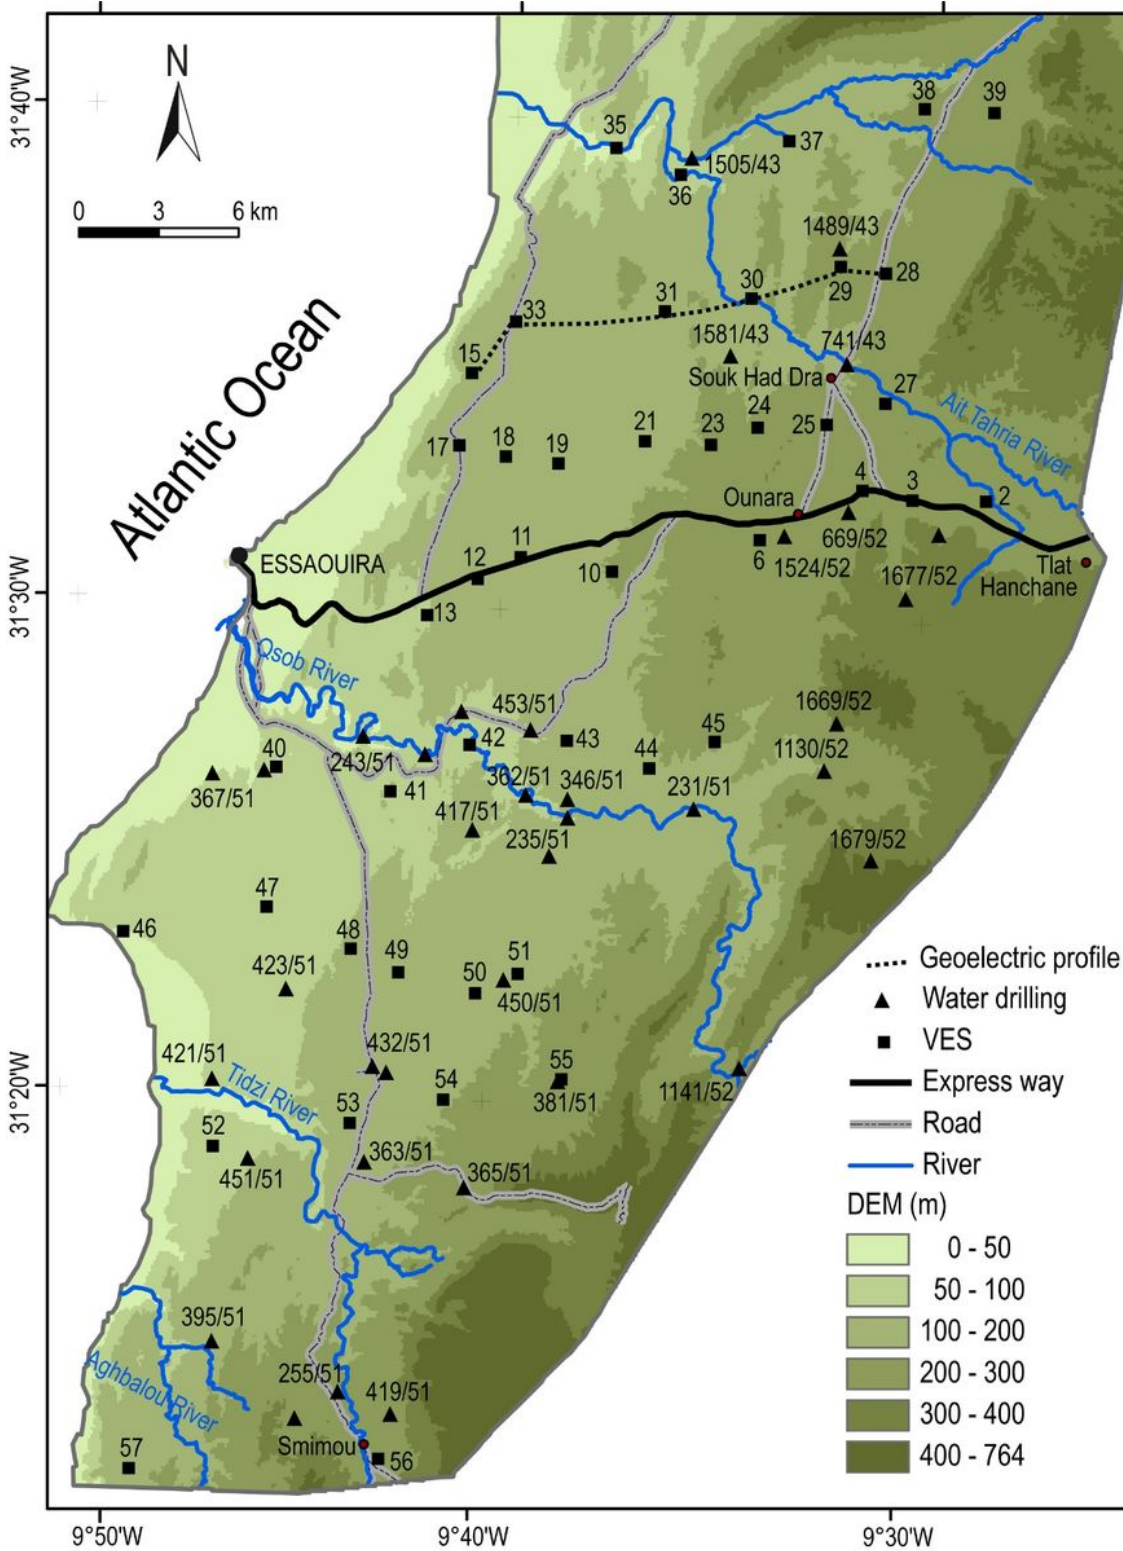 N
0 3 6 km
31°40'W
31°30'W
31°20'W
Atlantic Ocean
38
39
35
37
1505/43
36
1489/43
28
29
30
31
33
1581/43
741/43
15
Souk Had Dra
27
Ait Tahria River
24
21
23
25
17
18
19
4
3
2
Ounara
11
6
669/52
12
10
1524/52
1677/52
Tlat
Hanchane
ESSAOUIRA
13
Qsob River
453/51
1669/52
45
40
243/51
42
43
44
1130/52
367/51
41
362/51
346/51
231/51
417/51
235/51
1679/52
47
46
48
49
51
423/51
50
450/51
432/51
421/51
Tidzi River
55
54
381/51
1141/52
53
52
363/51
451/51
365/51
395/51
Aghbalou River
255/51
419/51
Smimou
57
56
Geoelectric profile
Water drilling
VES
Express way
Road
River
DEM (m)
0 - 50
50 - 100
100 - 200
200 - 300
300 - 400
400 - 764
9°50'W
9°40'W
9°30'W